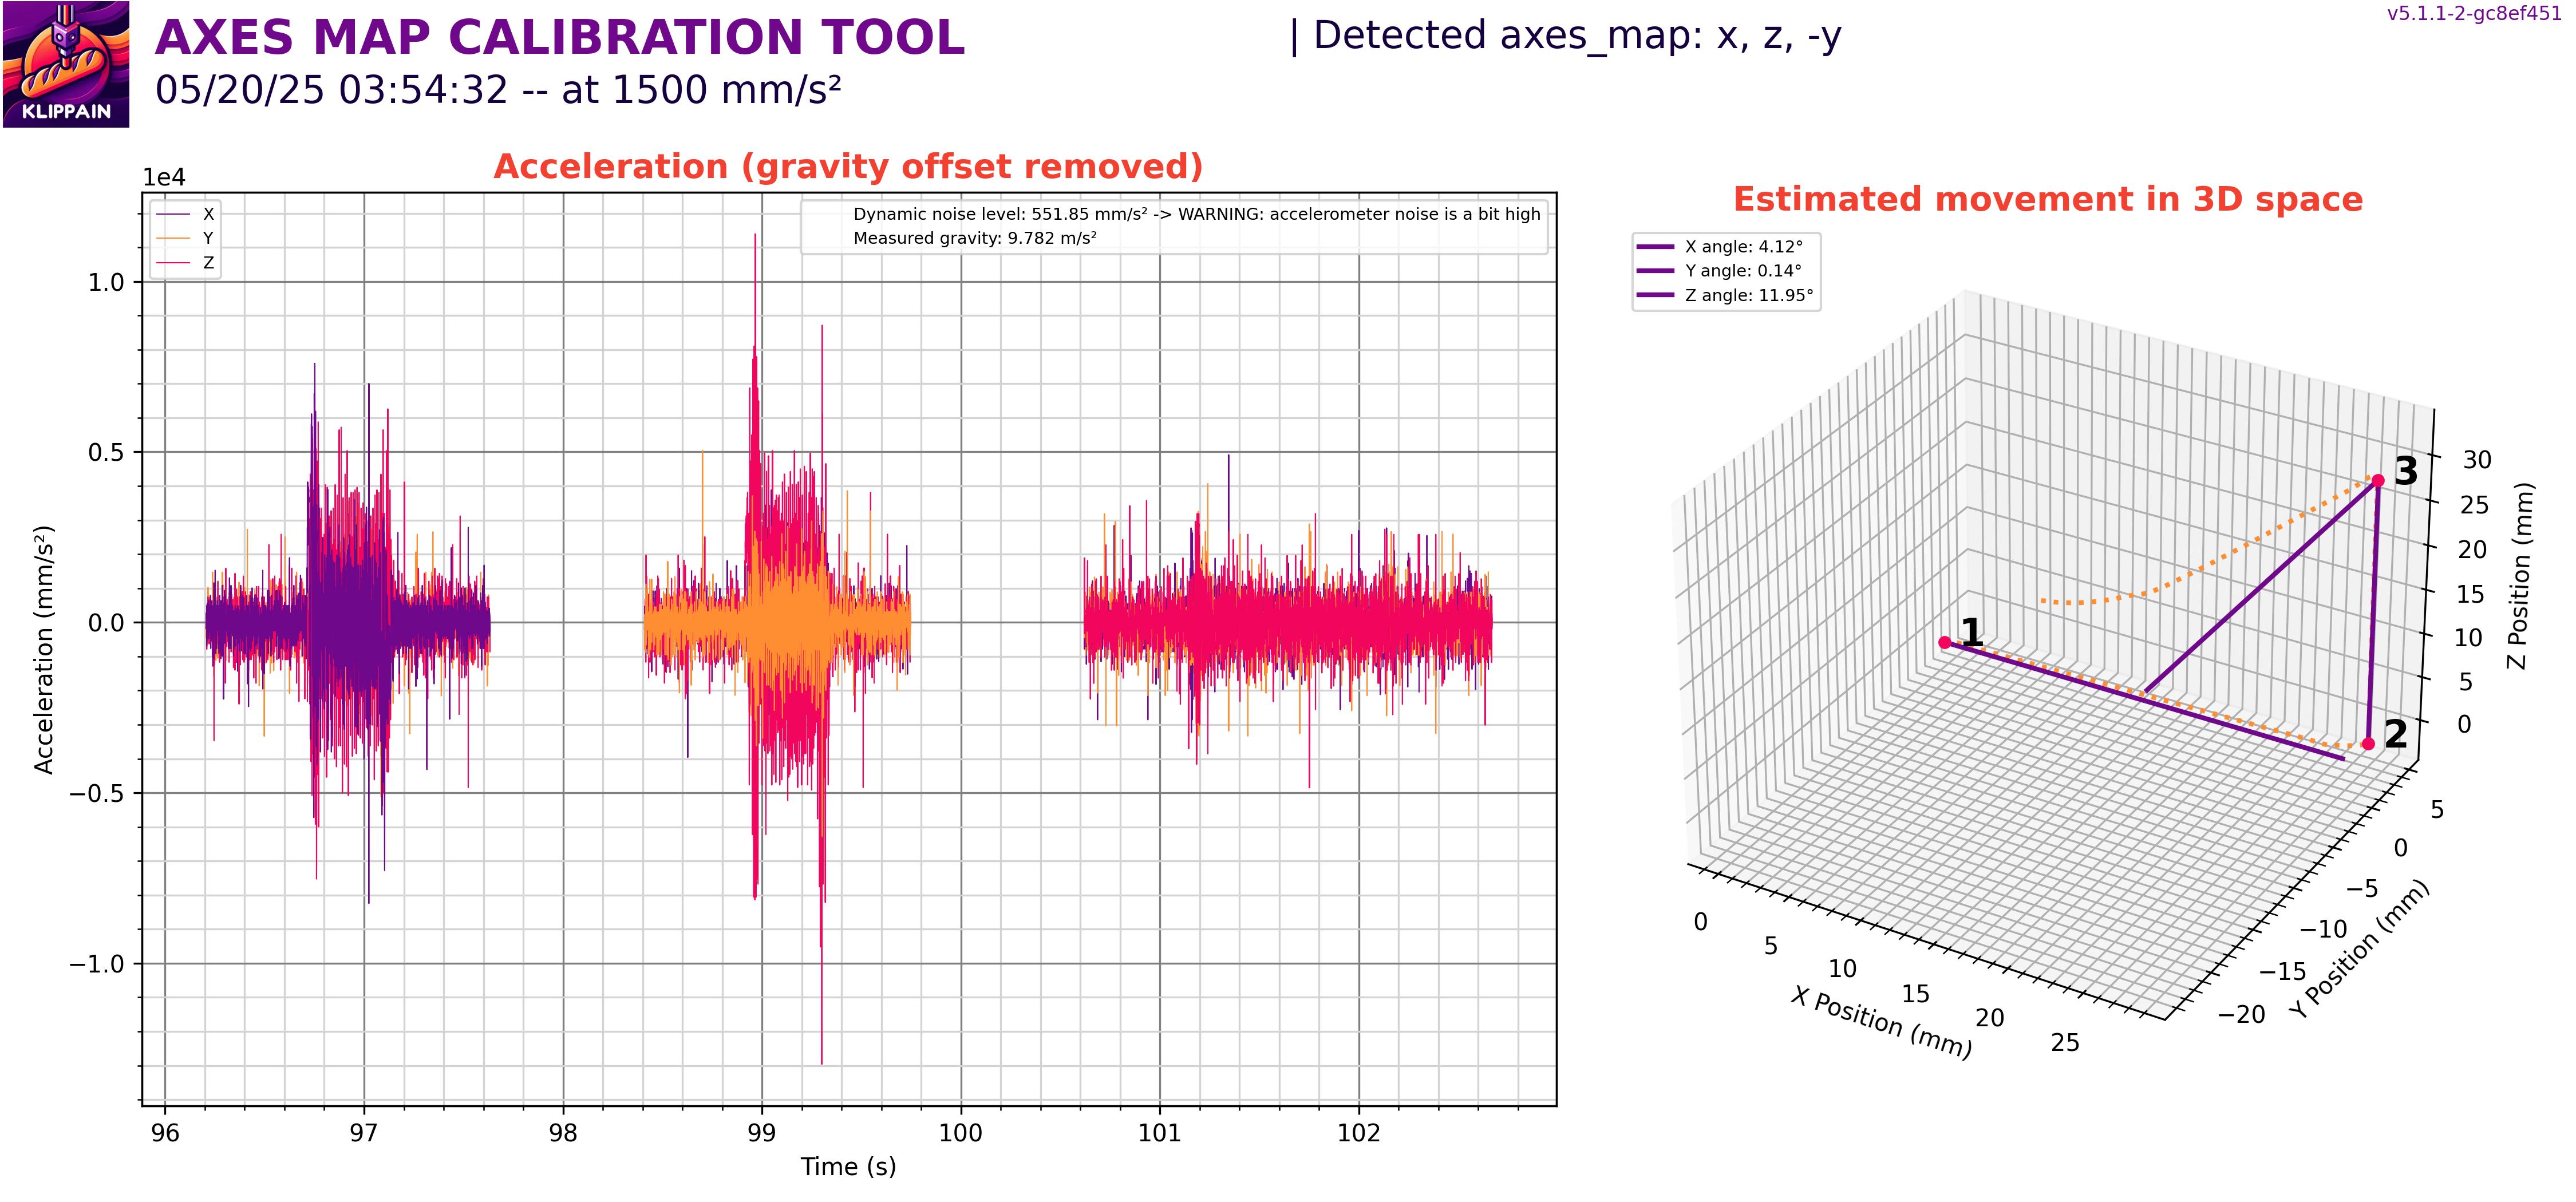 KLIPPAIN
AXES MAP CALIBRATION TOOL
05/20/25 03:54:32 -- at 1500 mm/s²
| Detected axes_map: x, z, -y
v5.1.1-2-gc8ef451
Acceleration (gravity offset removed)
1e4
X
Y
Z
Dynamic noise level: 551.85 mm/s² -> WARNING: accelerometer noise is a bit high
Measured gravity: 9.782 m/s²
1.0
0.5
0.0
−0.5
−1.0
Acceleration (mm/s²)
96 97 98 99 100 101 102
Time (s)
Estimated movement in 3D space
X angle: 4.12°
Y angle: 0.14°
Z angle: 11.95°
1
2
3
30
25
20
15
10
5
0
Z Position (mm)
5
0
−5
−10
−15
−20
Y Position (mm)
0
5
10
15
20
25
X Position (mm)